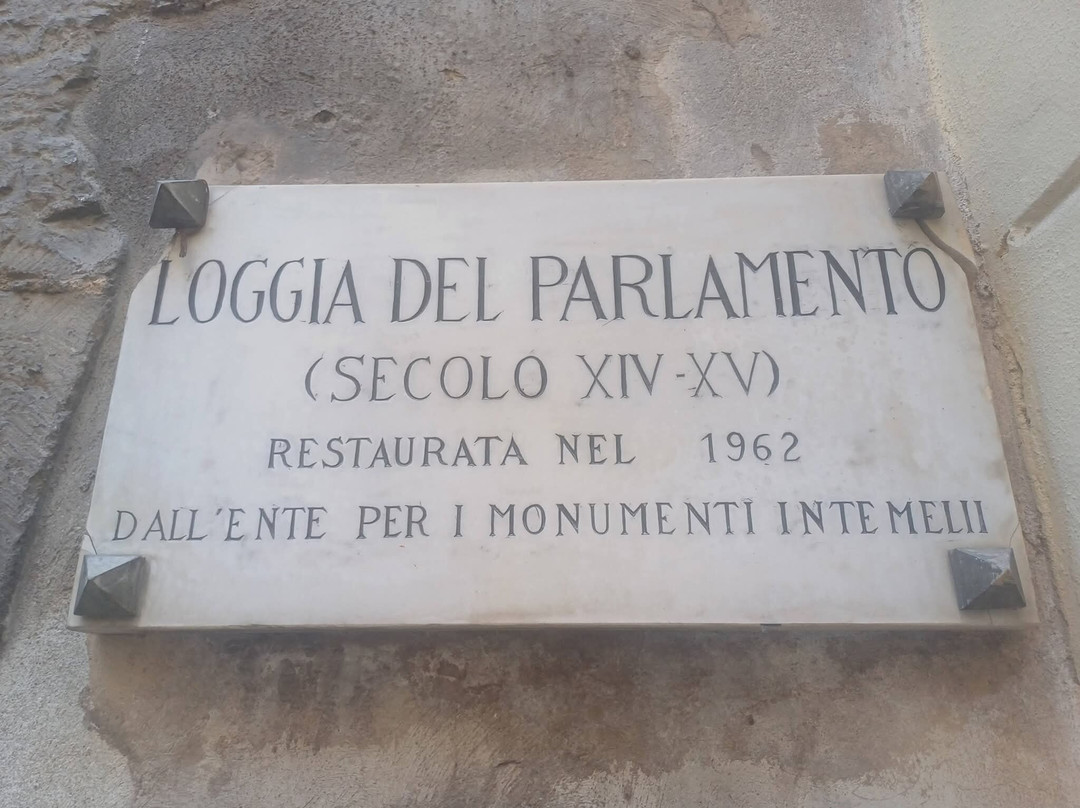 LOGGIA DEL PARLAMENTO
(SECOLO XIV-XV)
RESTAURATA NEL 1962
DALL'ENTE PER I MONUMENTI INTEMELII